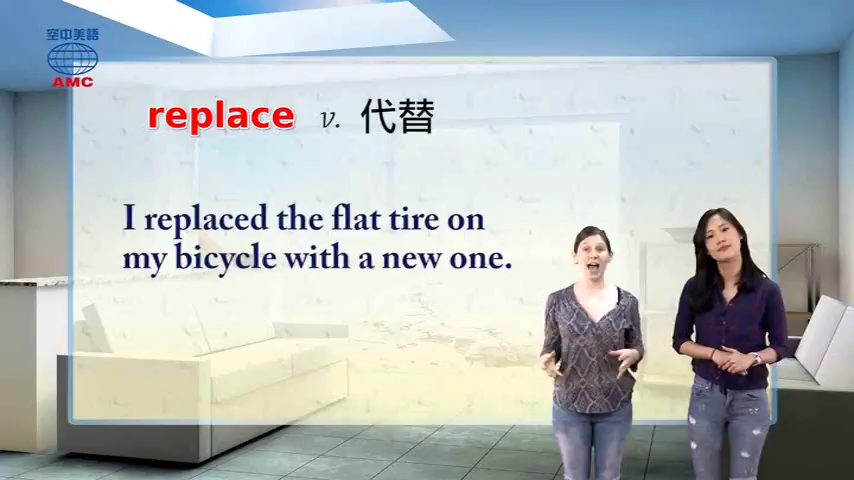 空中美語
AMC
replace v. 代替
I replaced the flat tire on
my bicycle with a new one.